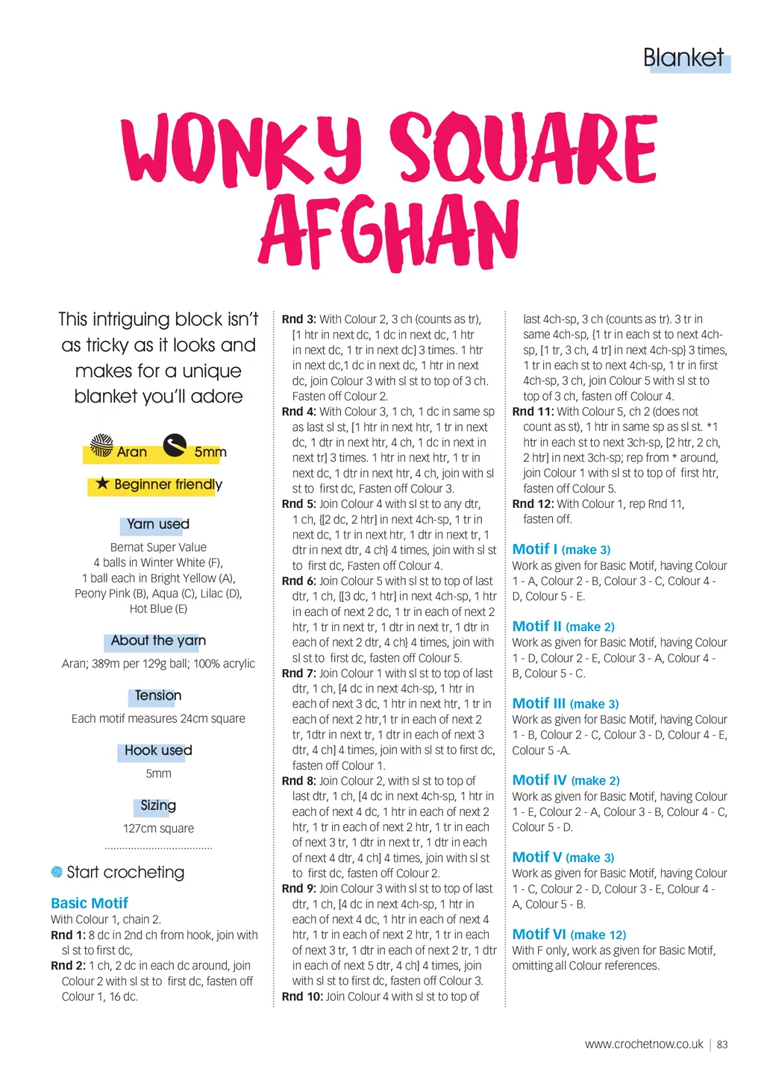 Blanket
WONKY SQUARE
AFGHAN
This intriguing block isn't
as tricky as it looks and
makes for a unique
blanket you'll adore
Aran 5mm
★ Beginner friendly
Yarn used
Bernat Super Value
4 balls in Winter White (F),
1 ball each in Bright Yellow (A),
Peony Pink (B), Aqua (C), Lilac (D),
Hot Blue (E)
About the yarn
Aran; 389m per 129g ball; 100% acrylic
Tension
Each motif measures 24cm square
Hook used
5mm
Sizing
127cm square
Start crocheting
Basic Motif
With Colour 1, chain 2.
Rnd 1: 8 dc in 2nd ch from hook, join with
sl st to first dc,
Rnd 2: 1 ch, 2 dc in each dc around, join
Colour 2 with sl st to first dc, fasten off
Colour 1, 16 dc.
Rnd 3: With Colour 2, 3 ch (counts as tr),
[1 htr in next dc, 1 dc in next dc, 1 htr
in next dc, 1 tr in next dc] 3 times. 1 htr
in next dc,1 dc in next dc, 1 htr in next
dc, join Colour 3 with sl st to top of 3 ch.
Fasten off Colour 2.
Rnd 4: With Colour 3, 1 ch, 1 dc in same sp
as last sl st, [1 htr in next htr, 1 tr in next
dc, 1 dtr in next htr, 4 ch, 1 dc in next in
next tr] 3 times. 1 htr in next htr, 1 tr in
next dc, 1 dtr in next htr, 4 ch, join with sl
st to first dc, Fasten off Colour 3.
Rnd 5: Join Colour 4 with sl st to any dtr,
1 ch, {[2 dc, 2 htr] in next 4ch-sp, 1 tr in
next dc, 1 tr in next htr, 1 dtr in next tr, 1
dtr in next dtr, 4 ch} 4 times, join with sl st
to first dc, Fasten off Colour 4.
Rnd 6: Join Colour 5 with sl st to top of last
dtr, 1 ch, {[3 dc, 1 htr] in next 4ch-sp, 1 htr
in each of next 2 dc, 1 tr in each of next 2
htr, 1 tr in next tr, 1 dtr in next tr, 1 dtr in
each of next 2 dtr, 4 ch} 4 times, join with
sl st to first dc, fasten off Colour 5.
Rnd 7: Join Colour 1 with sl st to top of last
dtr, 1 ch, [4 dc in next 4ch-sp, 1 htr in
each of next 3 dc, 1 htr in next htr, 1 tr in
each of next 2 htr,1 tr in each of next 2
tr, 1dtr in next tr, 1 dtr in each of next 3
dtr, 4 ch] 4 times, join with sl st to first dc,
fasten off Colour 1.
Rnd 8: Join Colour 2, with sl st to top of
last dtr, 1 ch, [4 dc in next 4ch-sp, 1 htr in
each of next 4 dc, 1 htr in each of next 2
htr, 1 tr in each of next 2 htr, 1 tr in each
of next 3 tr, 1 dtr in next tr, 1 dtr in each
of next 4 dtr, 4 ch] 4 times, join with sl st
to first dc, fasten off Colour 2.
Rnd 9: Join Colour 3 with sl st to top of last
dtr, 1 ch, [4 dc in next 4ch-sp, 1 htr in
each of next 4 dc, 1 htr in each of next 4
htr, 1 tr in each of next 2 htr, 1 tr in each
of next 3 tr, 1 dtr in each of next 2 tr, 1 dtr
in each of next 5 dtr, 4 ch] 4 times, join
with sl st to first dc, fasten off Colour 3.
Rnd 10: Join Colour 4 with sl st to top of
last 4ch-sp, 3 ch (counts as tr). 3 tr in
same 4ch-sp, {1 tr in each st to next 4ch-
sp, [1 tr, 3 ch, 4 tr] in next 4ch-sp} 3 times,
1 tr in each st to next 4ch-sp, 1 tr in first
4ch-sp, 3 ch, join Colour 5 with sl st to
top of 3 ch, fasten off Colour 4.
Rnd 11: With Colour 5, ch 2 (does not
count as st), 1 htr in same sp as sl st. *1
htr in each st to next 3ch-sp, [2 htr, 2 ch,
2 htr] in next 3ch-sp; rep from * around,
join Colour 1 with sl st to top of first htr,
fasten off Colour 5.
Rnd 12: With Colour 1, rep Rnd 11,
fasten off.
Motif I (make 3)
Work as given for Basic Motif, having Colour
1 - A, Colour 2 - B, Colour 3 - C, Colour 4 -
D, Colour 5 - E.
Motif II (make 2)
Work as given for Basic Motif, having Colour
1 - D, Colour 2 - E, Colour 3 - A, Colour 4 -
B, Colour 5 - C.
Motif III (make 3)
Work as given for Basic Motif, having Colour
1 - B, Colour 2 - C, Colour 3 - D, Colour 4 - E,
Colour 5 -A.
Motif IV (make 2)
Work as given for Basic Motif, having Colour
1 - E, Colour 2 - A, Colour 3 - B, Colour 4 - C,
Colour 5 - D.
Motif V (make 3)
Work as given for Basic Motif, having Colour
1 - C, Colour 2 - D, Colour 3 - E, Colour 4 -
A, Colour 5 - B.
Motif VI (make 12)
With F only, work as given for Basic Motif,
omitting all Colour references.
www.crochetnow.co.uk | 83